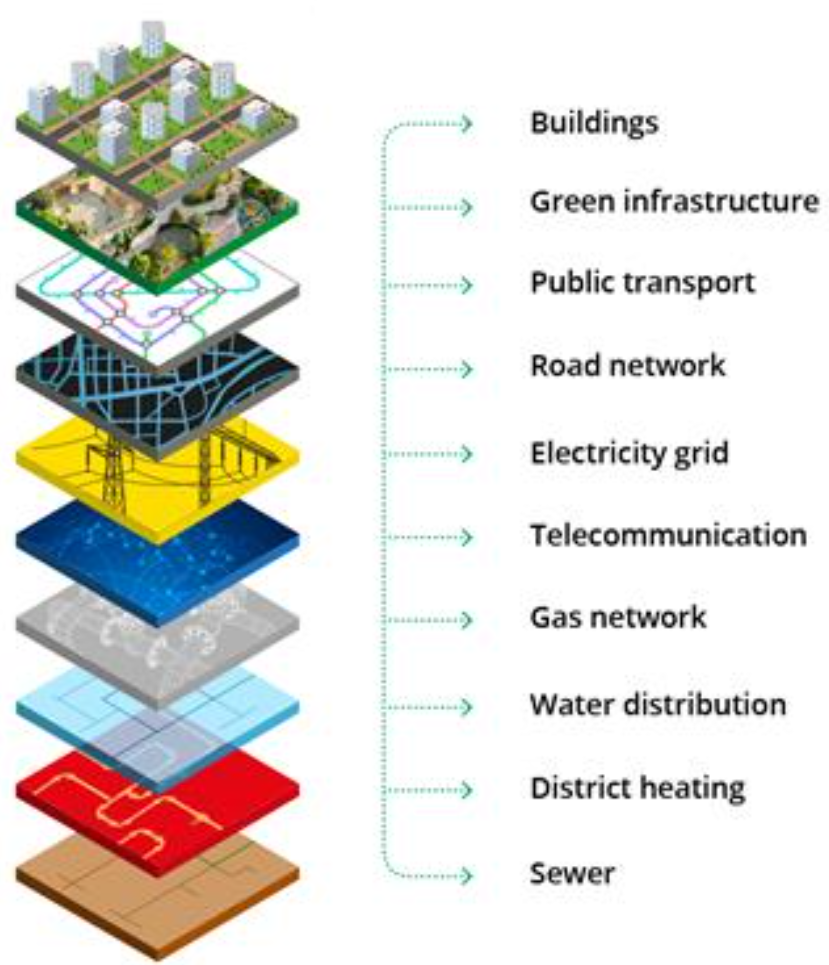 Buildings
Green infrastructure
Public transport
Road network
Electricity grid
Telecommunication
Gas network
Water distribution
District heating
Sewer